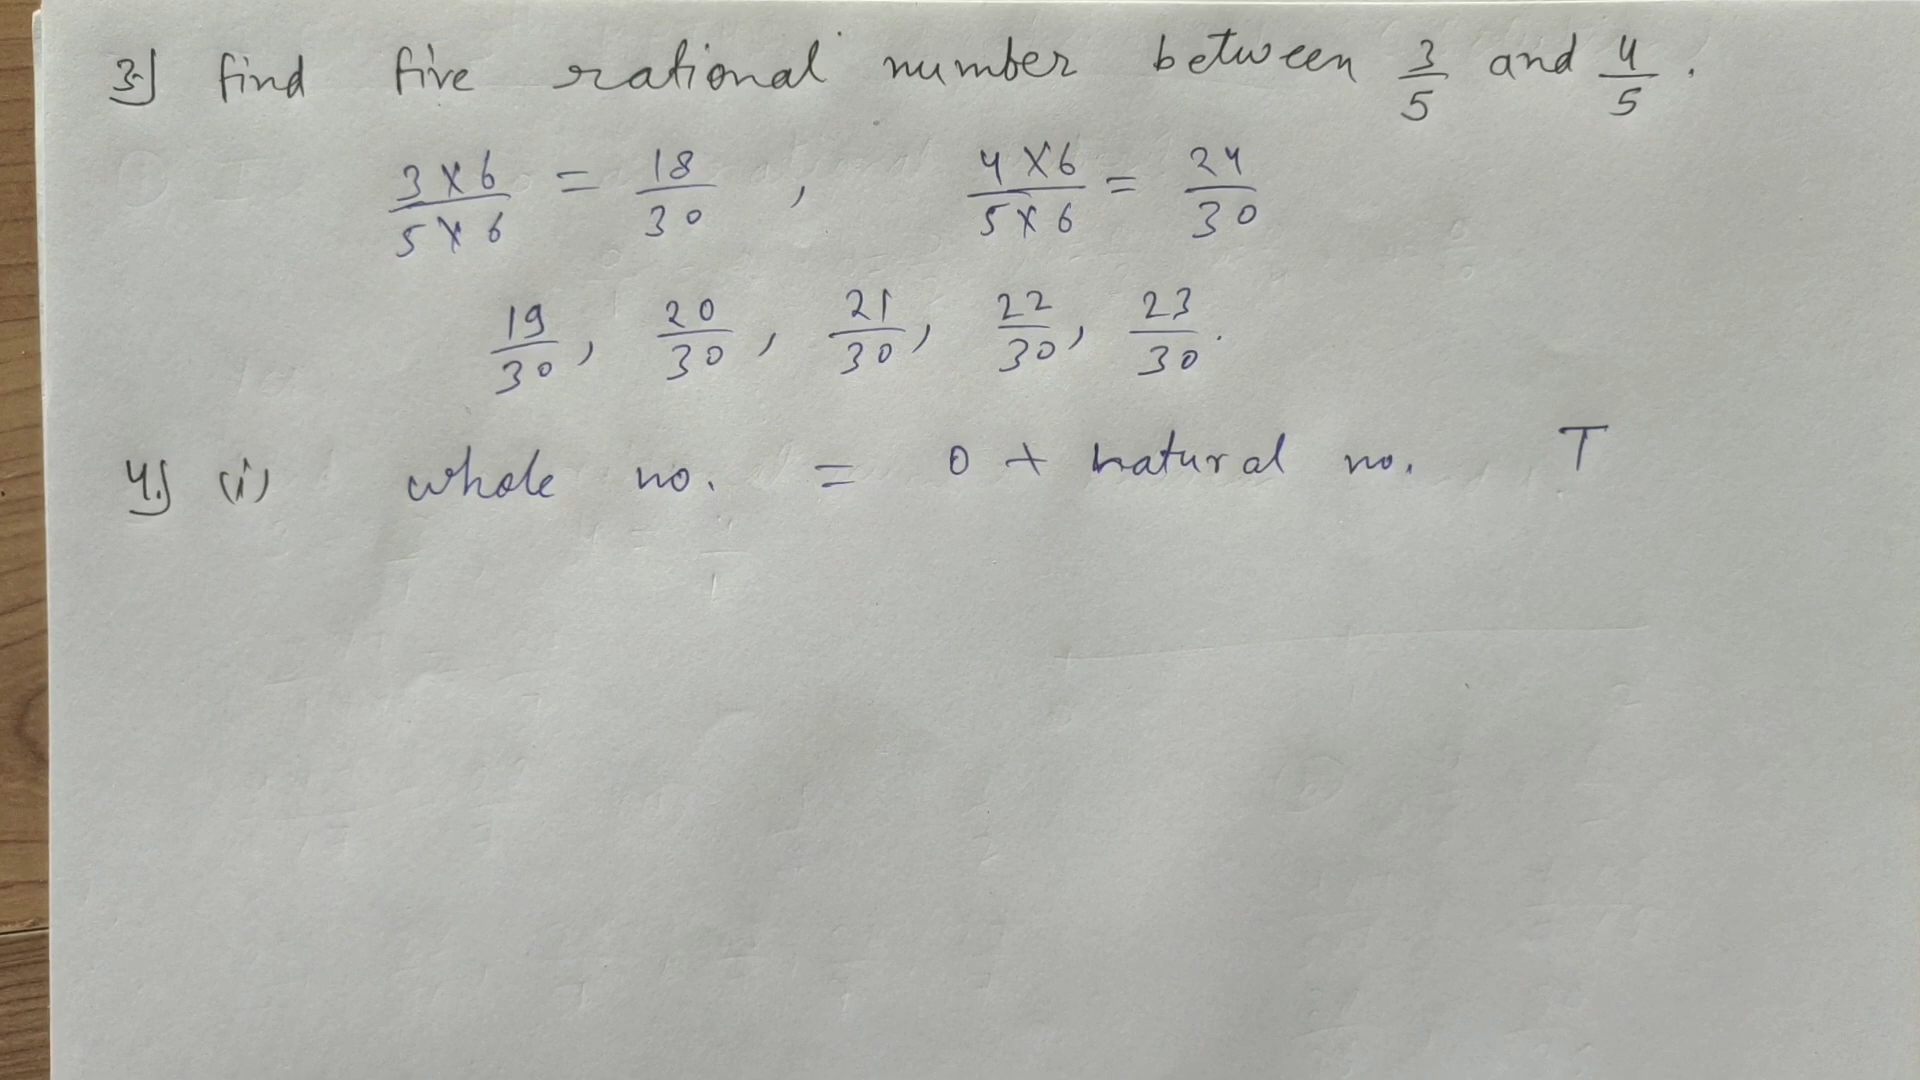 3.) find five rational number between 3/5 and 4/5 .
3 X 6 / 5 X 6 = 18/30 , 4 X 6 / 5 X 6 = 24/30
19/30 , 20/30 , 21/30 , 22/30 , 23/30 .
4.) (i) whole no. = 0 + natural no. T